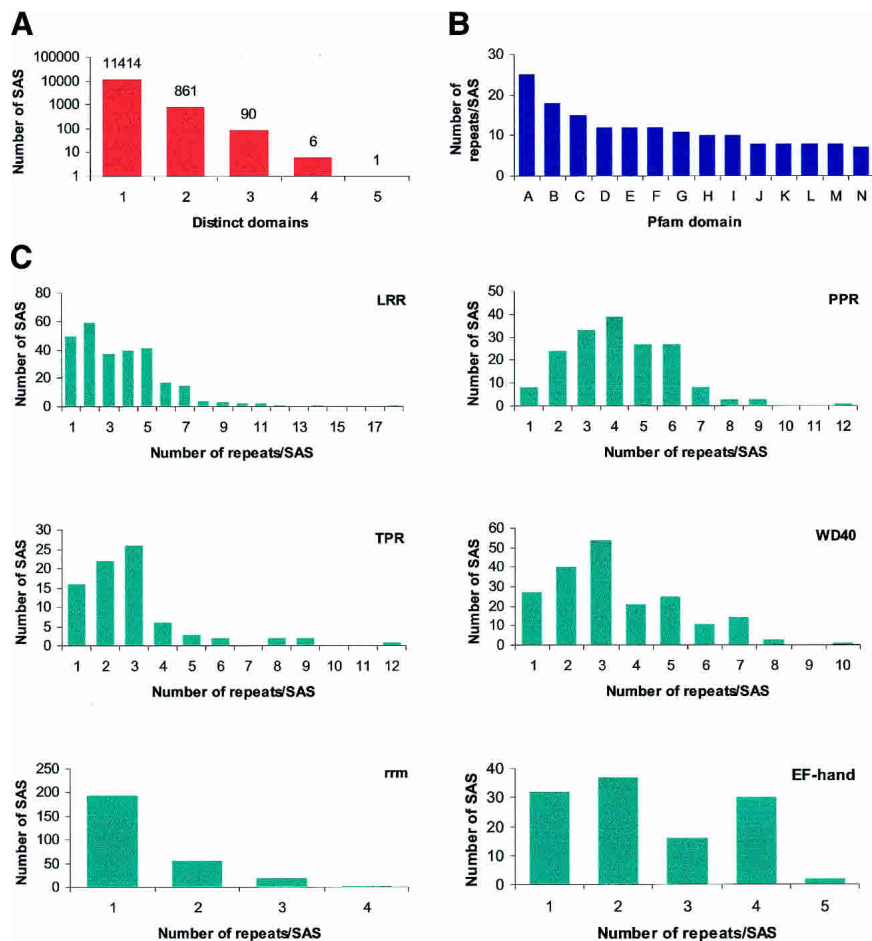 A
Number of SAS
100000
10000
1000
100
10
1
11414
861
90
6
1
1 2 3 4 5
Distinct domains
B
Number of
repeats/SAS
30
20
10
0
A B C D E F G H I J K L M N
Pfam domain
C
LRR
Number of SAS
80
60
40
20
0
1 3 5 7 9 11 13 15 17
Number of repeats/SAS
PPR
Number of SAS
50
40
30
20
10
0
1 2 3 4 5 6 7 8 9 10 11 12
Number of repeats/SAS
TPR
Number of SAS
30
25
20
15
10
5
0
1 2 3 4 5 6 7 8 9 10 11 12
Number of repeats/SAS
WD40
Number of SAS
60
50
40
30
20
10
0
1 2 3 4 5 6 7 8 9 10
Number of repeats/SAS
rrm
Number of SAS
250
200
150
100
50
0
1 2 3 4
Number of repeats/SAS
EF-hand
Number of SAS
40
30
20
10
0
1 2 3 4 5
Number of repeats/SAS